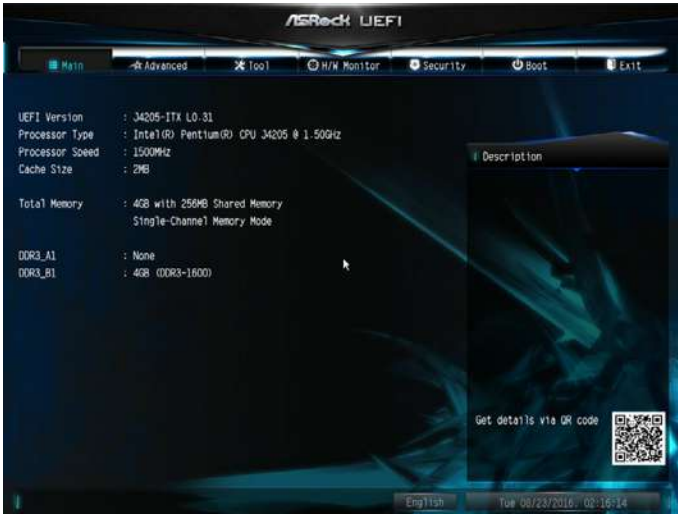 ASRock UEFI
Main Advanced Tool H/W Monitor Security Boot Exit
UEFI Version : J4205-ITX L0.31
Processor Type : Intel(R) Pentium(R) CPU J4205 @ 1.50GHz
Processor Speed : 1500MHz
Cache Size : 2MB
Description
Total Memory : 4GB with 256MB Shared Memory
Single-Channel Memory Mode
DDR3_A1 : None
DDR3_B1 : 4GB (DDR3-1600)
Get details via QR code
English Tue 08/23/2016, 02:16:14